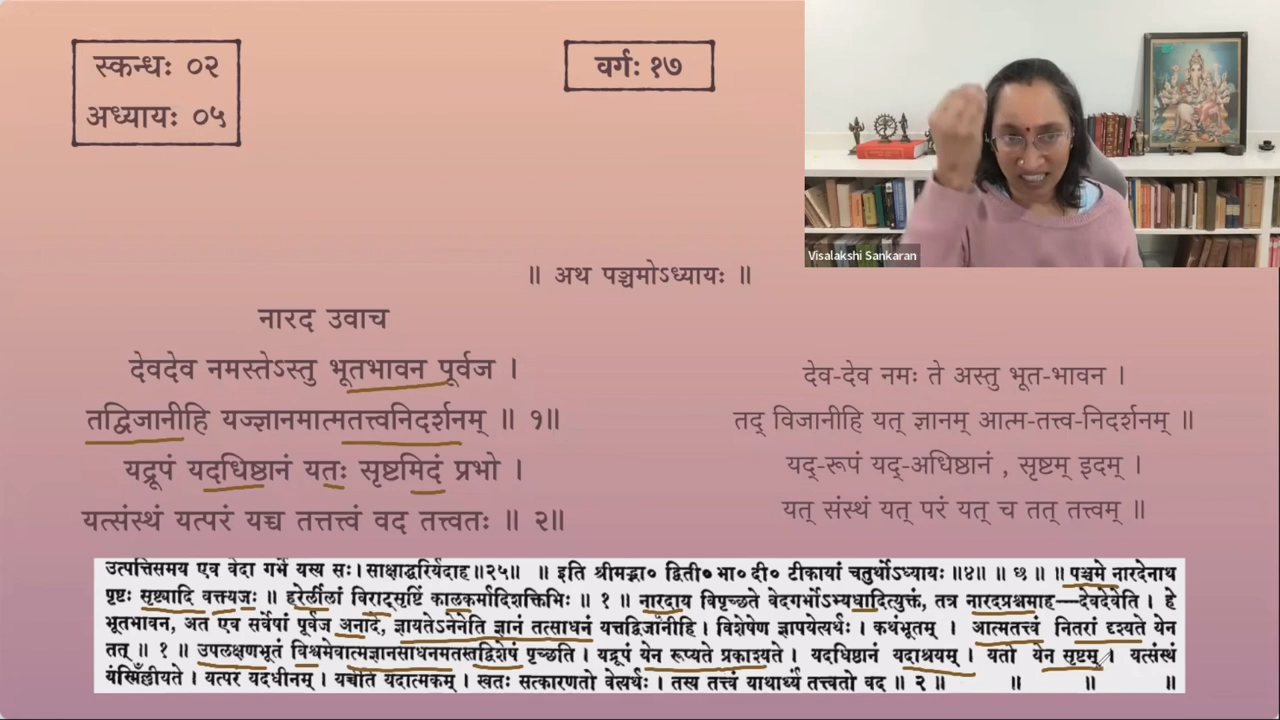 स्कन्धः ०२
अध्यायः ०५
वर्गः १७
Visalakshi Sankaran
॥ अथ पञ्चमोऽध्यायः ॥
नारद उवाच
देवदेव नमस्तेऽस्तु भूतभावन पूर्वज ।
तद्विजानीहि यज्ज्ञानमात्मतत्त्वनिदर्शनम् ॥ १॥
यद्रूपं यदधिष्ठानं यतः सृष्टमिदं प्रभो ।
यत्संस्थं यत्परं यच्च तत्तत्त्वं वद तत्त्वतः ॥ २॥
देव-देव नमः ते अस्तु भूत-भावन ।
तद् विजानीहि यत् ज्ञानम् आत्म-तत्त्व-निदर्शनम् ॥
यद्-रूपं यद्-अधिष्ठानं , सृष्टम् इदम् ।
यत् संस्थं यत् परं यत् च तत् तत्त्वम् ॥
उत्पत्तिसमय एव वेदा गर्भे यस्य सः। साक्षाद्धरिर्यदाह॥२५॥ ॥ इति श्रीमद्भा० द्विती० भा० दी० टीकायां चतुर्थोऽध्यायः॥४॥ ॥ छ॥ ॥ पञ्चमे नारदेनाथ
पृष्टः सृष्ट्यादि वक्त्यजः॥ हरेर्लीलां विराट्सृष्टिं कालकर्मादिशक्तिभिः॥ १ ॥ नारदाय विपृच्छते वेदगर्भोऽभ्यधादित्युक्तं, तत्र नारदप्रश्नमाह—देवदेवेति। हे
भूतभावन, अत एव सर्वेषां पूर्वज अनादे, ज्ञायतेऽनेनेति ज्ञानं तत्साधनं यत्तद्विजानीहि। विशेषेण ज्ञापयेत्यर्थः। कथंभूतम्। आत्मतत्त्वं नितरां दृश्यते येन
तत् ॥ १ ॥ उपलक्षणभूतं विश्वमेवात्मज्ञानसाधनमतस्तद्विशेषं पृच्छति। यद्रूपं येन रूप्यते प्रकाश्यते। यदधिष्ठानं यदाश्रयम्। यतो येन सृष्टम्। यत्संस्थं
यस्मिँल्लीयते। यत्परं यदधीनम्। यच्चेति यदात्मकम्। स्वतः सत्कारणतो वेत्यर्थः। तस्य तत्त्वं याथार्थ्यं तत्त्वतो वद ॥ २ ॥ ॥ ॥ ॥